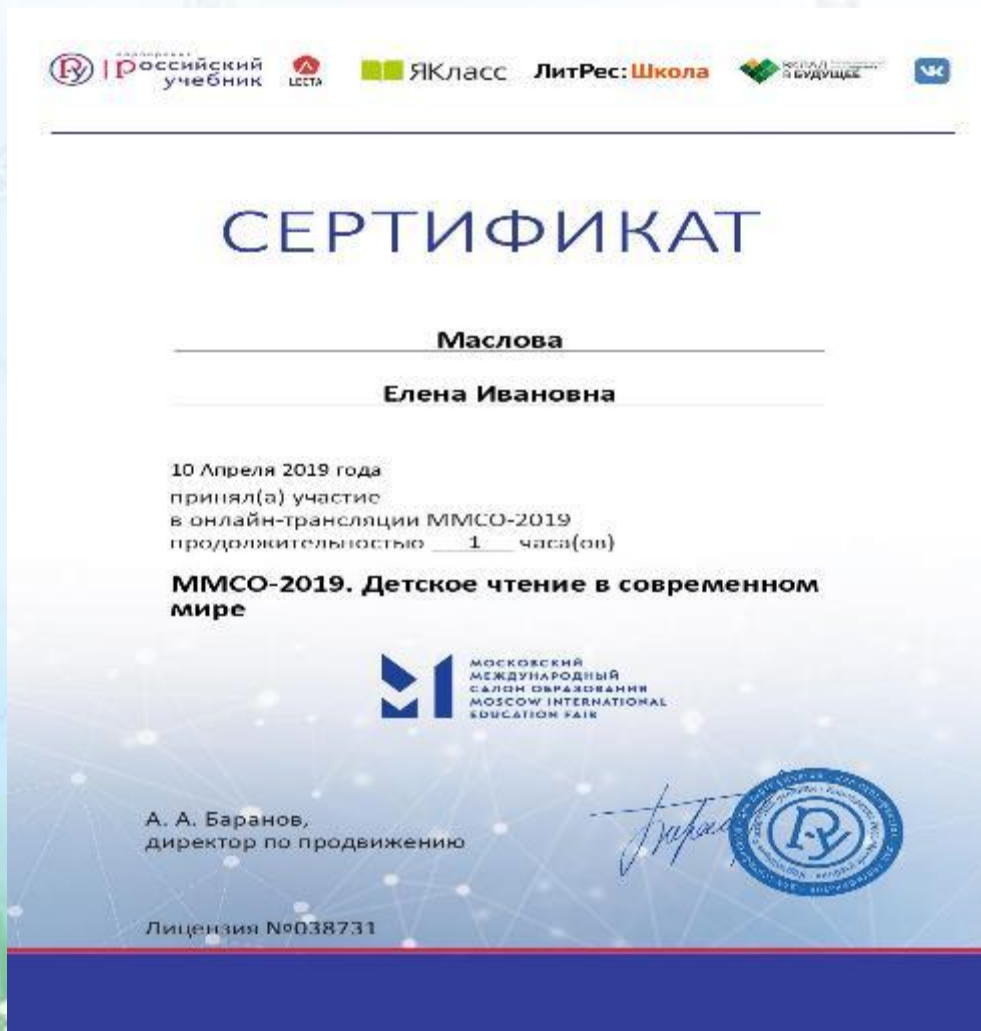 российский
учебник
LECTA
ЯКласс
ЛитРес: Школа
ВКЛАД
В БУДУЩЕЕ
СЕРТИФИКАТ
Маслова
Елена Ивановна
10 Апреля 2019 года
принял(а) участие
в онлайн-трансляции ММСО-2019
продолжительностью 1 часа(ов)
ММСО-2019. Детское чтение в современном
мире
МОСКОВСКИЙ
МЕЖДУНАРОДНЫЙ
САЛОН ОБРАЗОВАНИЯ
MOSCOW INTERNATIONAL
EDUCATION FAIR
А. А. Баранов,
директор по продвижению
Лицензия №038731